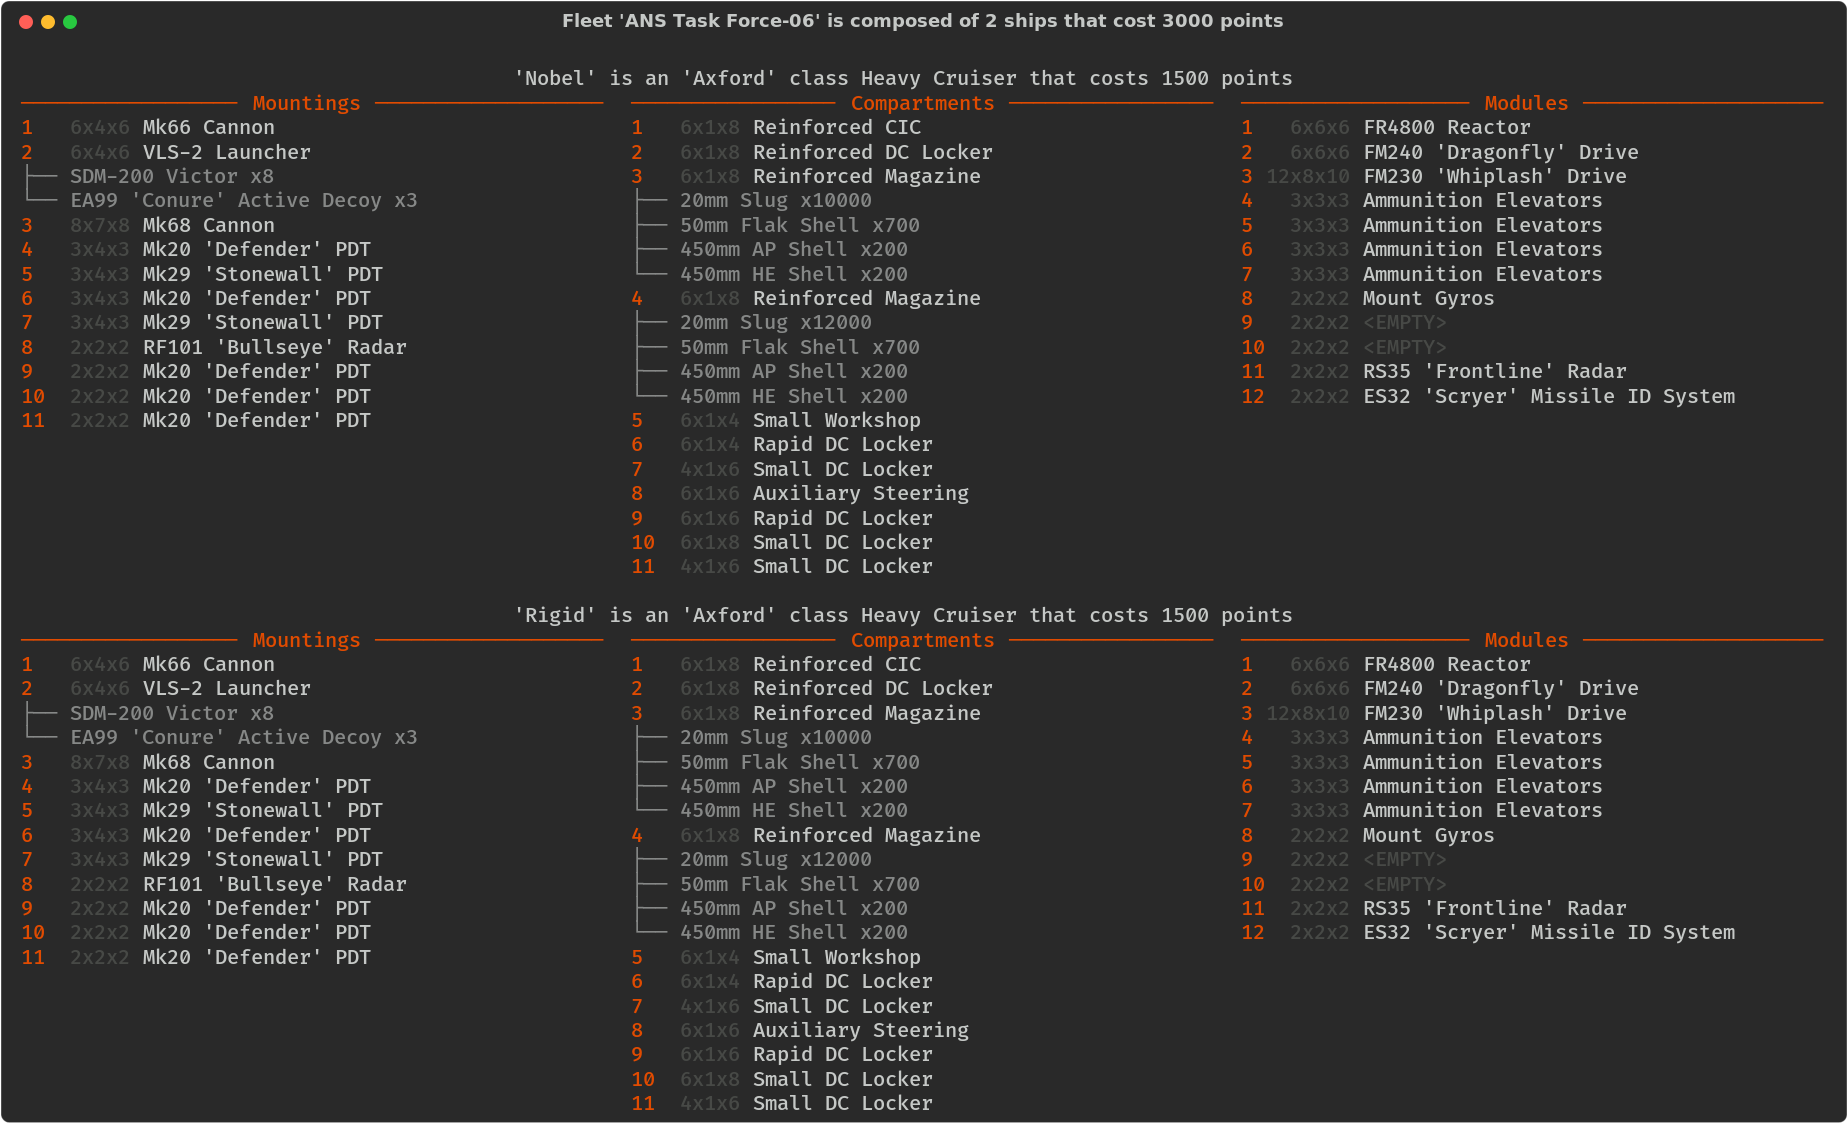 Fleet 'ANS Task Force-06' is composed of 2 ships that cost 3000 points
'Nobel' is an 'Axford' class Heavy Cruiser that costs 1500 points
Mountings
1 6x4x6 Mk66 Cannon
2 6x4x6 VLS-2 Launcher
SDM-200 Victor x8
EA99 'Conure' Active Decoy x3
3 8x7x8 Mk68 Cannon
4 3x4x3 Mk20 'Defender' PDT
5 3x4x3 Mk29 'Stonewall' PDT
6 3x4x3 Mk20 'Defender' PDT
7 3x4x3 Mk29 'Stonewall' PDT
8 2x2x2 RF101 'Bullseye' Radar
9 2x2x2 Mk20 'Defender' PDT
10 2x2x2 Mk20 'Defender' PDT
11 2x2x2 Mk20 'Defender' PDT
Compartments
1 6x1x8 Reinforced CIC
2 6x1x8 Reinforced DC Locker
3 6x1x8 Reinforced Magazine
20mm Slug x10000
50mm Flak Shell x700
450mm AP Shell x200
450mm HE Shell x200
4 6x1x8 Reinforced Magazine
20mm Slug x12000
50mm Flak Shell x700
450mm AP Shell x200
450mm HE Shell x200
5 6x1x4 Small Workshop
6 6x1x4 Rapid DC Locker
7 4x1x6 Small DC Locker
8 6x1x6 Auxiliary Steering
9 6x1x6 Rapid DC Locker
10 6x1x8 Small DC Locker
11 4x1x6 Small DC Locker
Modules
1 6x6x6 FR4800 Reactor
2 6x6x6 FM240 'Dragonfly' Drive
3 12x8x10 FM230 'Whiplash' Drive
4 3x3x3 Ammunition Elevators
5 3x3x3 Ammunition Elevators
6 3x3x3 Ammunition Elevators
7 3x3x3 Ammunition Elevators
8 2x2x2 Mount Gyros
9 2x2x2 <EMPTY>
10 2x2x2 <EMPTY>
11 2x2x2 RS35 'Frontline' Radar
12 2x2x2 ES32 'Scryer' Missile ID System
'Rigid' is an 'Axford' class Heavy Cruiser that costs 1500 points
Mountings
1 6x4x6 Mk66 Cannon
2 6x4x6 VLS-2 Launcher
SDM-200 Victor x8
EA99 'Conure' Active Decoy x3
3 8x7x8 Mk68 Cannon
4 3x4x3 Mk20 'Defender' PDT
5 3x4x3 Mk29 'Stonewall' PDT
6 3x4x3 Mk20 'Defender' PDT
7 3x4x3 Mk29 'Stonewall' PDT
8 2x2x2 RF101 'Bullseye' Radar
9 2x2x2 Mk20 'Defender' PDT
10 2x2x2 Mk20 'Defender' PDT
11 2x2x2 Mk20 'Defender' PDT
Compartments
1 6x1x8 Reinforced CIC
2 6x1x8 Reinforced DC Locker
3 6x1x8 Reinforced Magazine
20mm Slug x10000
50mm Flak Shell x700
450mm AP Shell x200
450mm HE Shell x200
4 6x1x8 Reinforced Magazine
20mm Slug x12000
50mm Flak Shell x700
450mm AP Shell x200
450mm HE Shell x200
5 6x1x4 Small Workshop
6 6x1x4 Rapid DC Locker
7 4x1x6 Small DC Locker
8 6x1x6 Auxiliary Steering
9 6x1x6 Rapid DC Locker
10 6x1x8 Small DC Locker
11 4x1x6 Small DC Locker
Modules
1 6x6x6 FR4800 Reactor
2 6x6x6 FM240 'Dragonfly' Drive
3 12x8x10 FM230 'Whiplash' Drive
4 3x3x3 Ammunition Elevators
5 3x3x3 Ammunition Elevators
6 3x3x3 Ammunition Elevators
7 3x3x3 Ammunition Elevators
8 2x2x2 Mount Gyros
9 2x2x2 <EMPTY>
10 2x2x2 <EMPTY>
11 2x2x2 RS35 'Frontline' Radar
12 2x2x2 ES32 'Scryer' Missile ID System